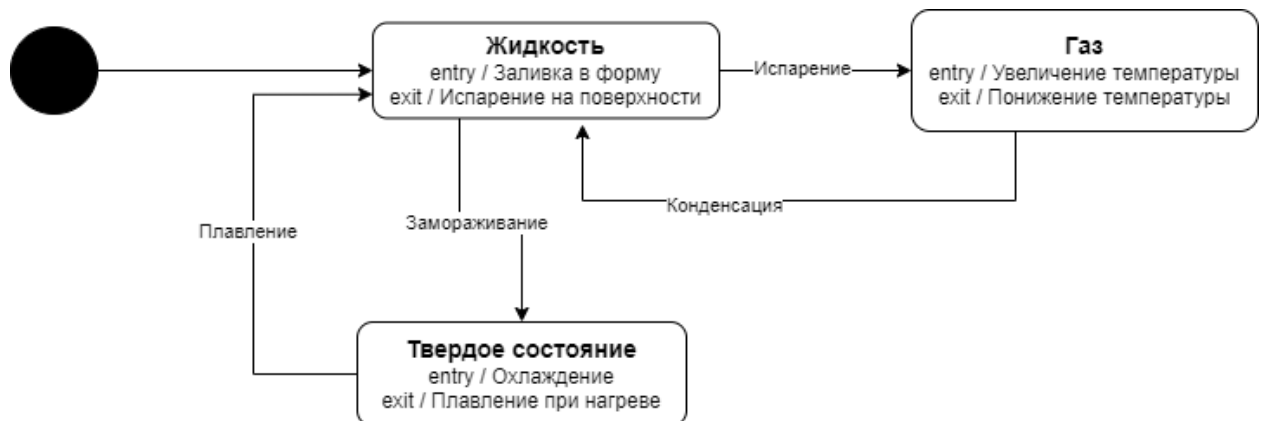 Жидкость
entry / Заливка в форму
exit / Испарение на поверхности
Испарение
Газ
entry / Увеличение температуры
exit / Понижение температуры
Конденсация
Замораживание
Плавление
Твердое состояние
entry / Охлаждение
exit / Плавление при нагреве